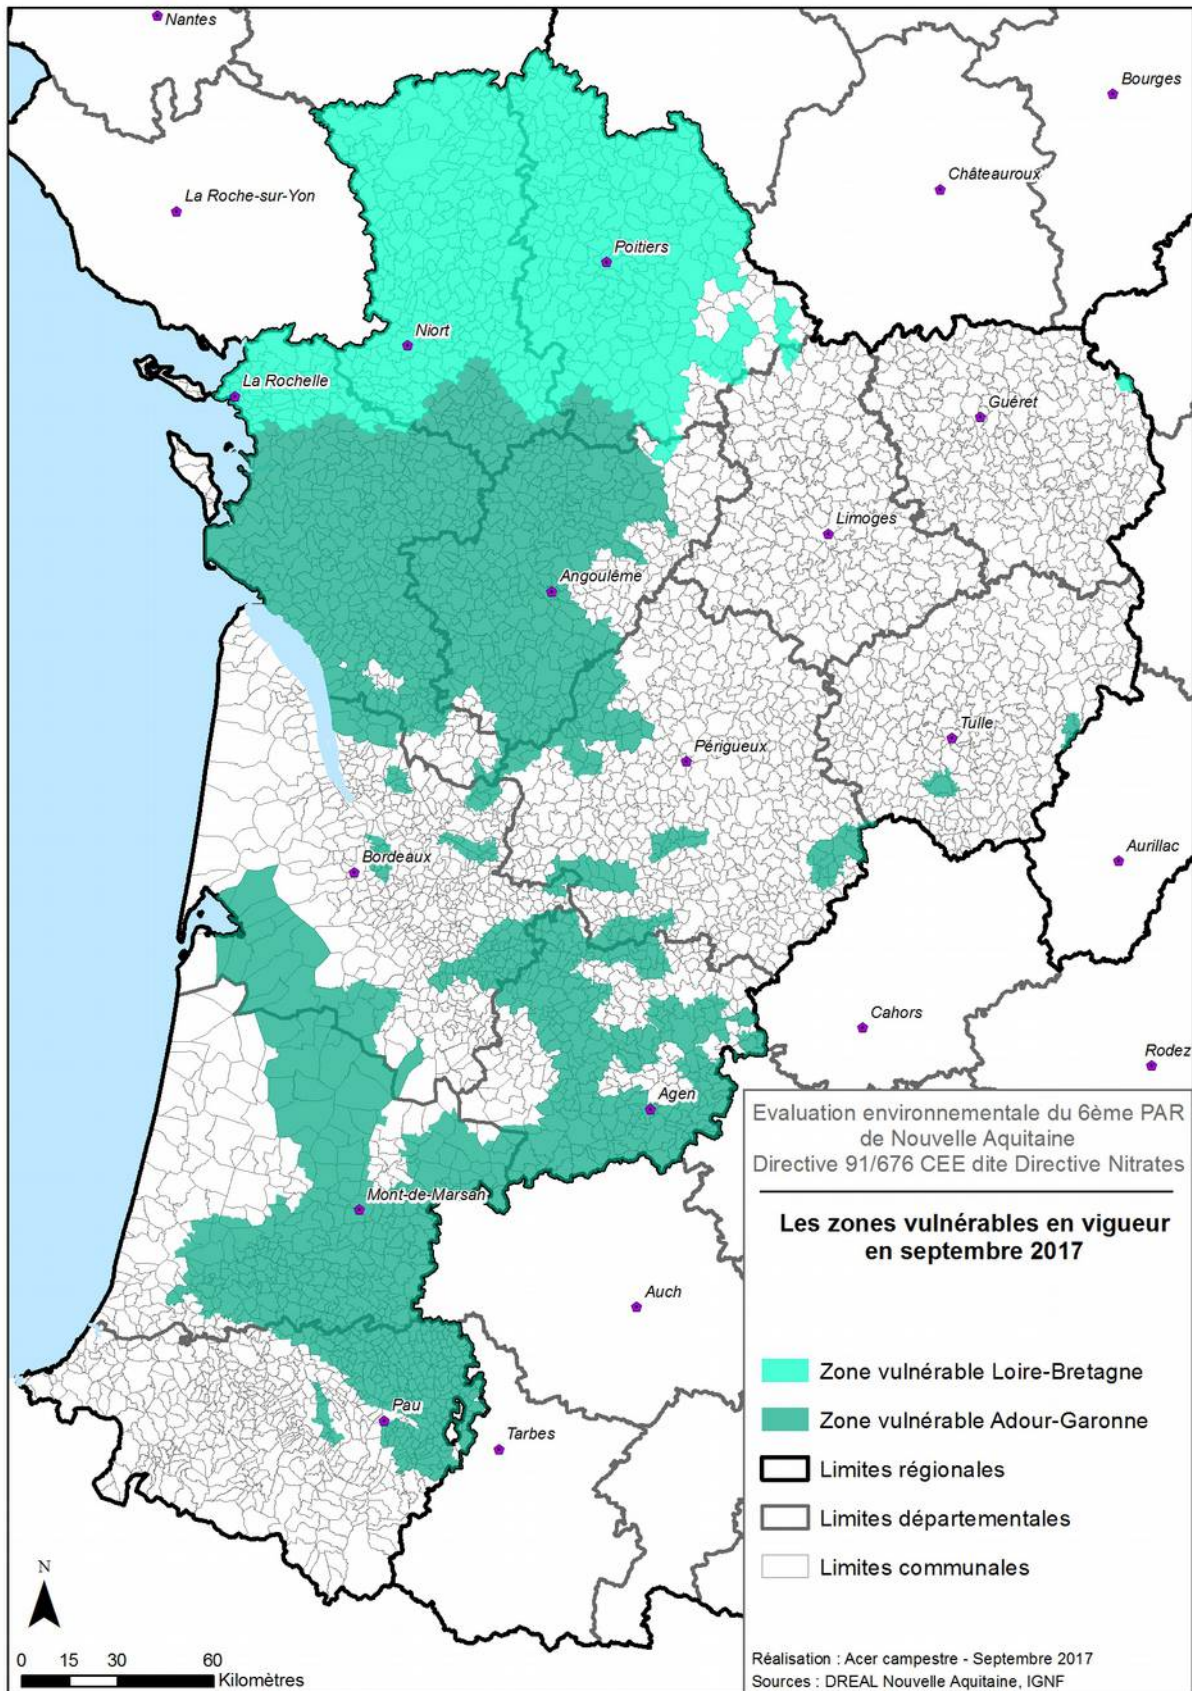 Nantes
Bourges
Châteauroux
La Roche-sur-Yon
Poitiers
Niort
La Rochelle
Guéret
Limoges
Angoulême
Tulle
Périgueux
Aurillac
Bordeaux
Cahors
Rodez
Agen
Mont-de-Marsan
Auch
Pau
Tarbes
Evaluation environnementale du 6ème PAR
de Nouvelle Aquitaine
Directive 91/676 CEE dite Directive Nitrates
Les zones vulnérables en vigueur
en septembre 2017
Zone vulnérable Loire-Bretagne
Zone vulnérable Adour-Garonne
Limites régionales
Limites départementales
Limites communales
N
0 15 30 60
Kilomètres
Réalisation : Acer campestre - Septembre 2017
Sources : DREAL Nouvelle Aquitaine, IGNF